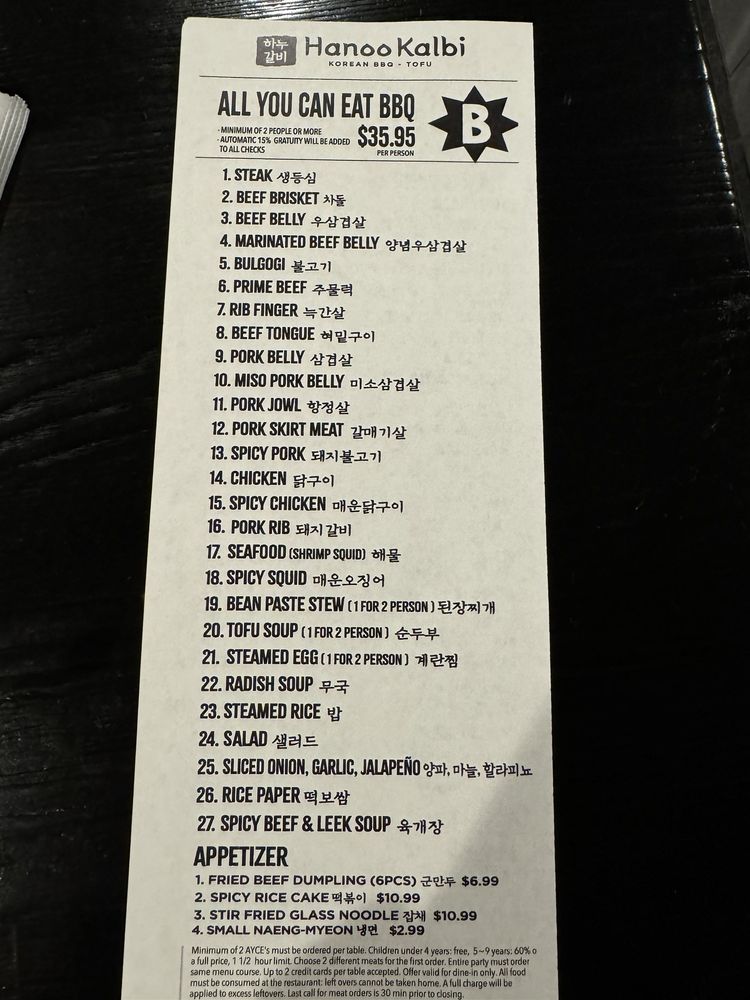 하누
갈비
Hanoo Kalbi
KOREAN BBQ - TOFU
ALL YOU CAN EAT BBQ
- MINIMUM OF 2 PEOPLE OR MORE
- AUTOMATIC 15% GRATUITY WILL BE ADDED
TO ALL CHECKS
$35.95
PER PERSON
B
1. STEAK 생등심
2. BEEF BRISKET 차돌
3. BEEF BELLY 우삼겹살
4. MARINATED BEEF BELLY 양념우삼겹살
5. BULGOGI 불고기
6. PRIME BEEF 주물럭
7. RIB FINGER 늑간살
8. BEEF TONGUE 혀밑구이
9. PORK BELLY 삼겹살
10. MISO PORK BELLY 미소삼겹살
11. PORK JOWL 항정살
12. PORK SKIRT MEAT 갈매기살
13. SPICY PORK 돼지불고기
14. CHICKEN 닭구이
15. SPICY CHICKEN 매운닭구이
16. PORK RIB 돼지갈비
17. SEAFOOD (SHRIMP SQUID) 해물
18. SPICY SQUID 매운오징어
19. BEAN PASTE STEW (1 FOR 2 PERSON) 된장찌개
20. TOFU SOUP (1 FOR 2 PERSON) 순두부
21. STEAMED EGG (1 FOR 2 PERSON) 계란찜
22. RADISH SOUP 무국
23. STEAMED RICE 밥
24. SALAD 샐러드
25. SLICED ONION, GARLIC, JALAPEÑO 양파, 마늘, 할라피뇨
26. RICE PAPER 떡보쌈
27. SPICY BEEF & LEEK SOUP 육개장
APPETIZER
1. FRIED BEEF DUMPLING (6PCS) 군만두 $6.99
2. SPICY RICE CAKE 떡볶이 $10.99
3. STIR FRIED GLASS NOODLE 잡채 $10.99
4. SMALL NAENG-MYEON 냉면 $2.99
Minimum of 2 AYCE's must be ordered per table. Children under 4 years: free, 5~9 years: 60% o
a full price, 1 1/2 hour limit. Choose 2 different meats for the first order. Entire party must order
same menu course. Up to 2 credit cards per table accepted. Offer valid for dine-in only. All food
must be consumed at the restaurant: left overs cannot be taken home. A full charge will be
applied to excess leftovers. Last call for meat orders is 30 min prior to closing.